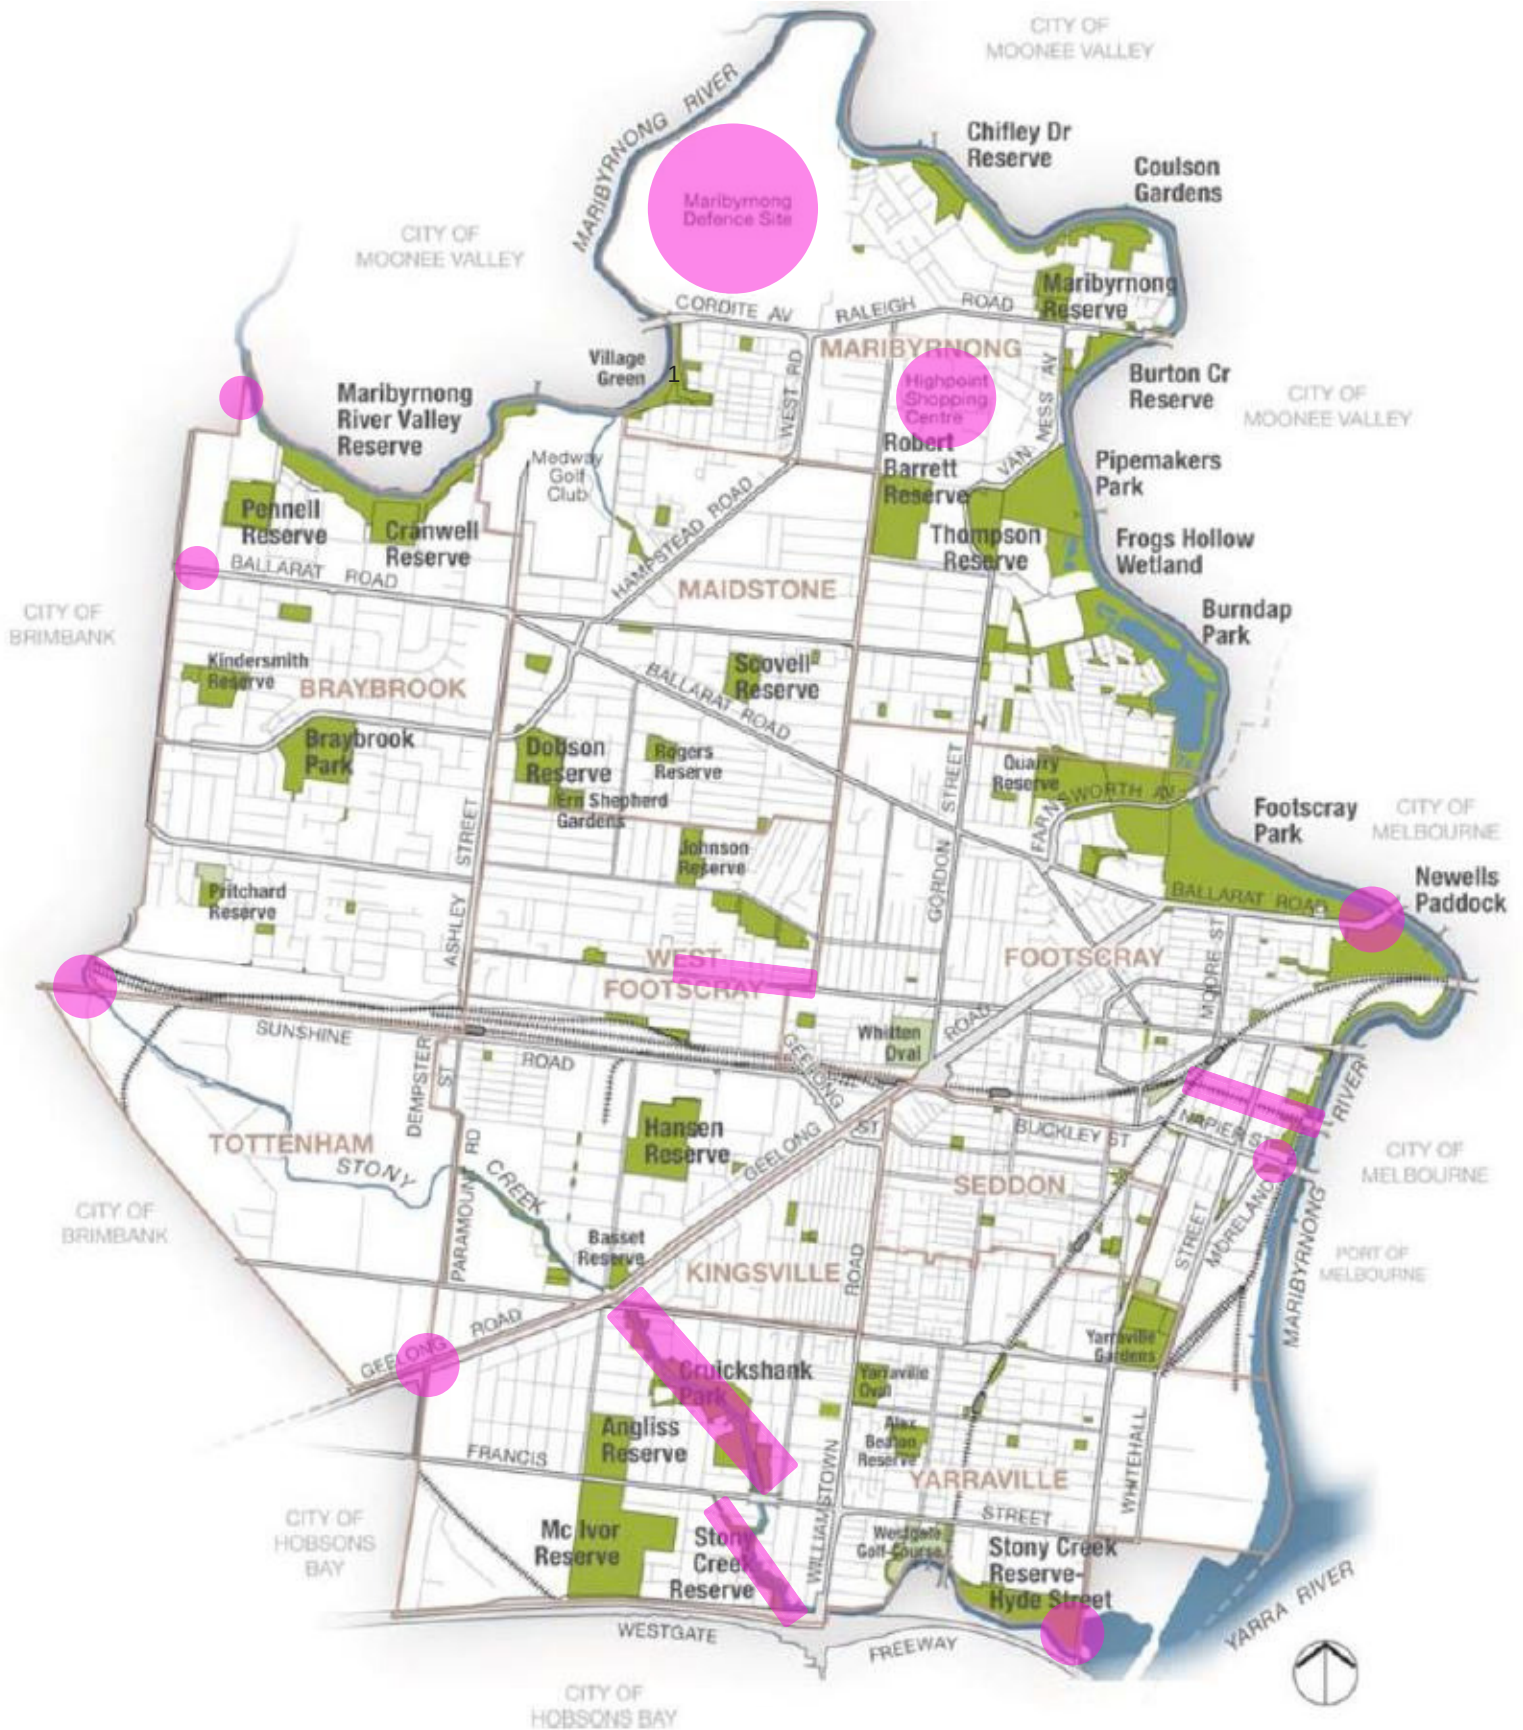 CITY OF
MOONEE VALLEY
MARIBYRNONG RIVER
Chifley Dr
Reserve
Coulson
Gardens
Maribyrnong
Defence Site
CITY OF
MOONEE VALLEY
Maribyrnong
Reserve
CORDITE AV
RALEIGH ROAD
MARIBYRNONG
Village
Green
1
WEST RD
Highpoint
Shopping
Centre
VAN NESS AV
Burton Cr
Reserve
CITY OF
MOONEE VALLEY
Maribyrnong
River Valley
Reserve
Medway
Golf
Club
Robert
Barrett
Reserve
Pipemakers
Park
Pennell
Reserve
Cranwell
Reserve
HAMPSTEAD ROAD
Thompson
Reserve
Frogs Hollow
Wetland
BALLARAT ROAD
MAIDSTONE
CITY OF
BRIMBANK
Burndap
Park
Kindersmith
Reserve
BRAYBROOK
Scovell
Reserve
BALLARAT ROAD
Braybrook
Park
Dobson
Reserve
Rogers
Reserve
Ern Shepherd
Gardens
GORDON STREET
Quarry
Reserve
FARNSWORTH AV
Footscray
Park
CITY OF
MELBOURNE
Johnson
Reserve
ASHLEY STREET
Pritchard
Reserve
BALLARAT ROAD
Newells
Paddock
WEST
FOOTSCRAY
FOOTSCRAY
MOORE ST
SUNSHINE
ROAD
Whitten
Oval
GEELONG
ROAD
DEMPSTER
ST
Hansen
Reserve
GEELONG
ST
BUCKLEY ST
NAPIER ST
RIVER
TOTTENHAM
STONY
CREEK
PARAMOUNT RD
SEDDON
CITY OF
MELBOURNE
CITY OF
BRIMBANK
Basset
Reserve
KINGSVILLE
ROAD
STREET
MORELAND
MARIBYRNONG
PORT OF
MELBOURNE
GEELONG ROAD
Yarraville
Gardens
Cruickshank
Park
Yarraville
Oval
Angliss
Reserve
Alex
Beaton
Reserve
FRANCIS
YARRAVILLE
WHITEHALL
STREET
WILLIAMSTOWN
CITY OF
HOBSONS
BAY
Mc Ivor
Reserve
Stony
Creek
Reserve
Westgate
Golf Course
Stony Creek
Reserve-
Hyde Street
WESTGATE
FREEWAY
YARRA RIVER
CITY OF
HOBSONS BAY